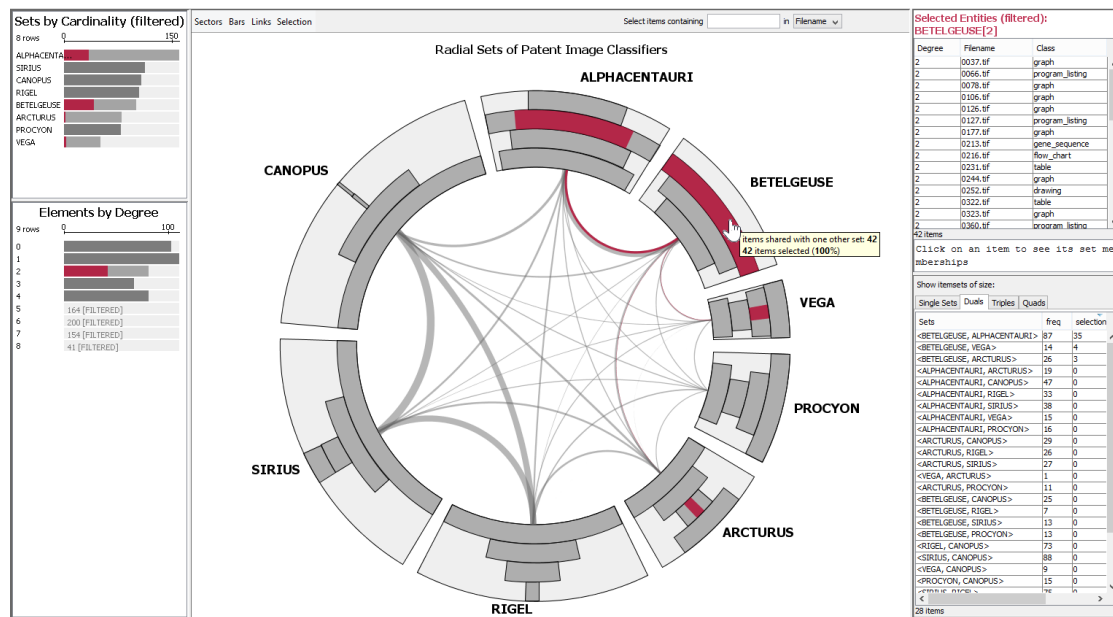 Sets by Cardinality (filtered)
8 rows
0
150
ALPHACENTA...
SIRIUS
CANOPUS
RIGEL
BETELGEUSE
ARCTURUS
PROCYON
VEGA
Elements by Degree
9 rows
0
100
0
1
2
3
4
5 164 [FILTERED]
6 200 [FILTERED]
7 154 [FILTERED]
8 41 [FILTERED]
Sectors Bars Links Selection
Select items containing in Filename
Radial Sets of Patent Image Classifiers
ALPHACENTAURI
BETELGEUSE
CANOPUS
items shared with one other set: 42
42 items selected (100%)
VEGA
PROCYON
SIRIUS
ARCTURUS
RIGEL
Selected Entities (filtered):
BETELGEUSE[2]
Degree Filename Class
2 0037.tif graph
2 0066.tif program_listing
2 0078.tif graph
2 0106.tif graph
2 0126.tif graph
2 0127.tif program_listing
2 0177.tif graph
2 0213.tif gene_sequence
2 0216.tif flow_chart
2 0231.tif table
2 0244.tif graph
2 0252.tif drawing
2 0322.tif table
2 0323.tif graph
2 0360.tif program_listing
42 items
Click on an item to see its set me
mberships
Show itemsets of size:
Single Sets Duals Triples Quads
Sets freq selection
<BETELGEUSE, ALPHACENTAURI> 87 35
<BETELGEUSE, VEGA> 14 4
<BETELGEUSE, ARCTURUS> 26 3
<ALPHACENTAURI, ARCTURUS> 19 0
<ALPHACENTAURI, CANOPUS> 47 0
<ALPHACENTAURI, RIGEL> 33 0
<ALPHACENTAURI, SIRIUS> 38 0
<ALPHACENTAURI, VEGA> 15 0
<ALPHACENTAURI, PROCYON> 16 0
<ARCTURUS, CANOPUS> 29 0
<ARCTURUS, RIGEL> 26 0
<ARCTURUS, SIRIUS> 27 0
<VEGA, ARCTURUS> 1 0
<ARCTURUS, PROCYON> 11 0
<BETELGEUSE, CANOPUS> 25 0
<BETELGEUSE, RIGEL> 7 0
<BETELGEUSE, SIRIUS> 13 0
<BETELGEUSE, PROCYON> 13 0
<RIGEL, CANOPUS> 73 0
<SIRIUS, CANOPUS> 88 0
<VEGA, CANOPUS> 9 0
<PROCYON, CANOPUS> 15 0
<SIRIUS, RIGEL> 75 0
28 items